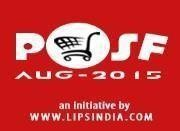 POSF
AUG-2015
an initiative by
WWW.LIPSINDIA.COM